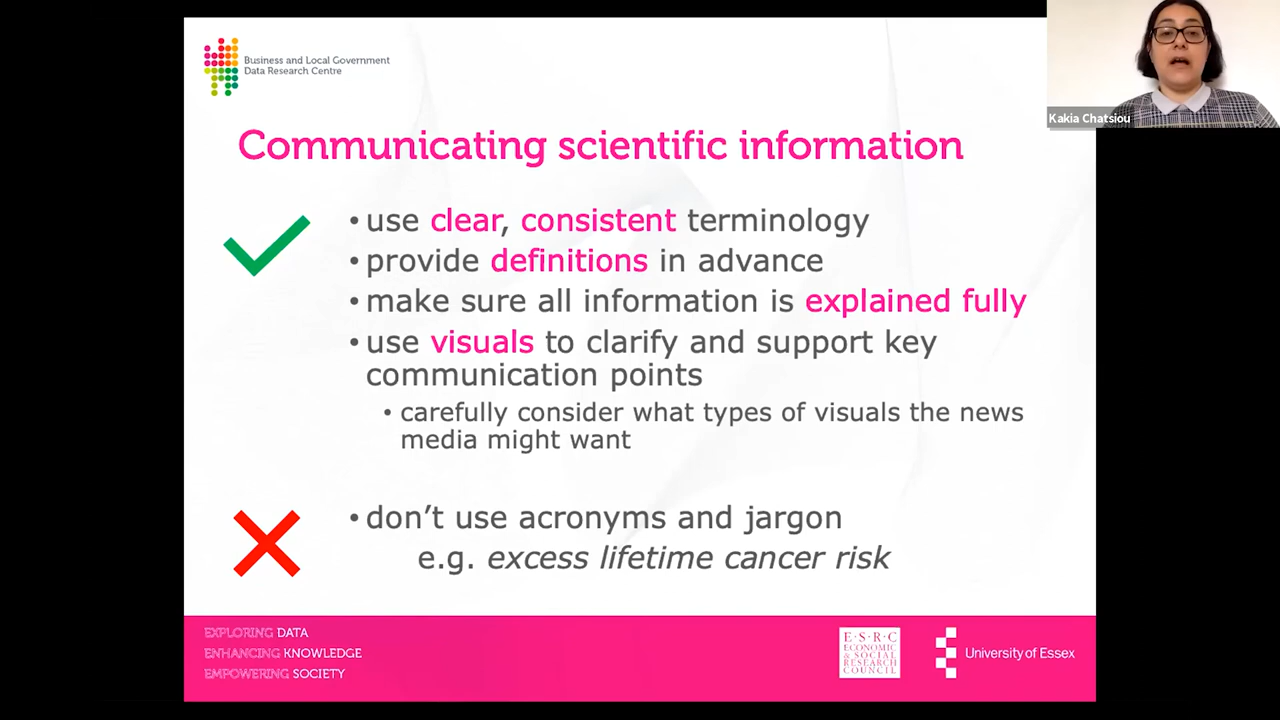 Business and Local Government
Data Research Centre
Kakia Chatsiou
Communicating scientific information
• use clear, consistent terminology
• provide definitions in advance
• make sure all information is explained fully
• use visuals to clarify and support key
communication points
• carefully consider what types of visuals the news
media might want
• don’t use acronyms and jargon
e.g. excess lifetime cancer risk
EXPLORING DATA
ENHANCING KNOWLEDGE
EMPOWERING SOCIETY
E·S·R·C
ECONOMIC
& SOCIAL
RESEARCH
COUNCIL
University of Essex